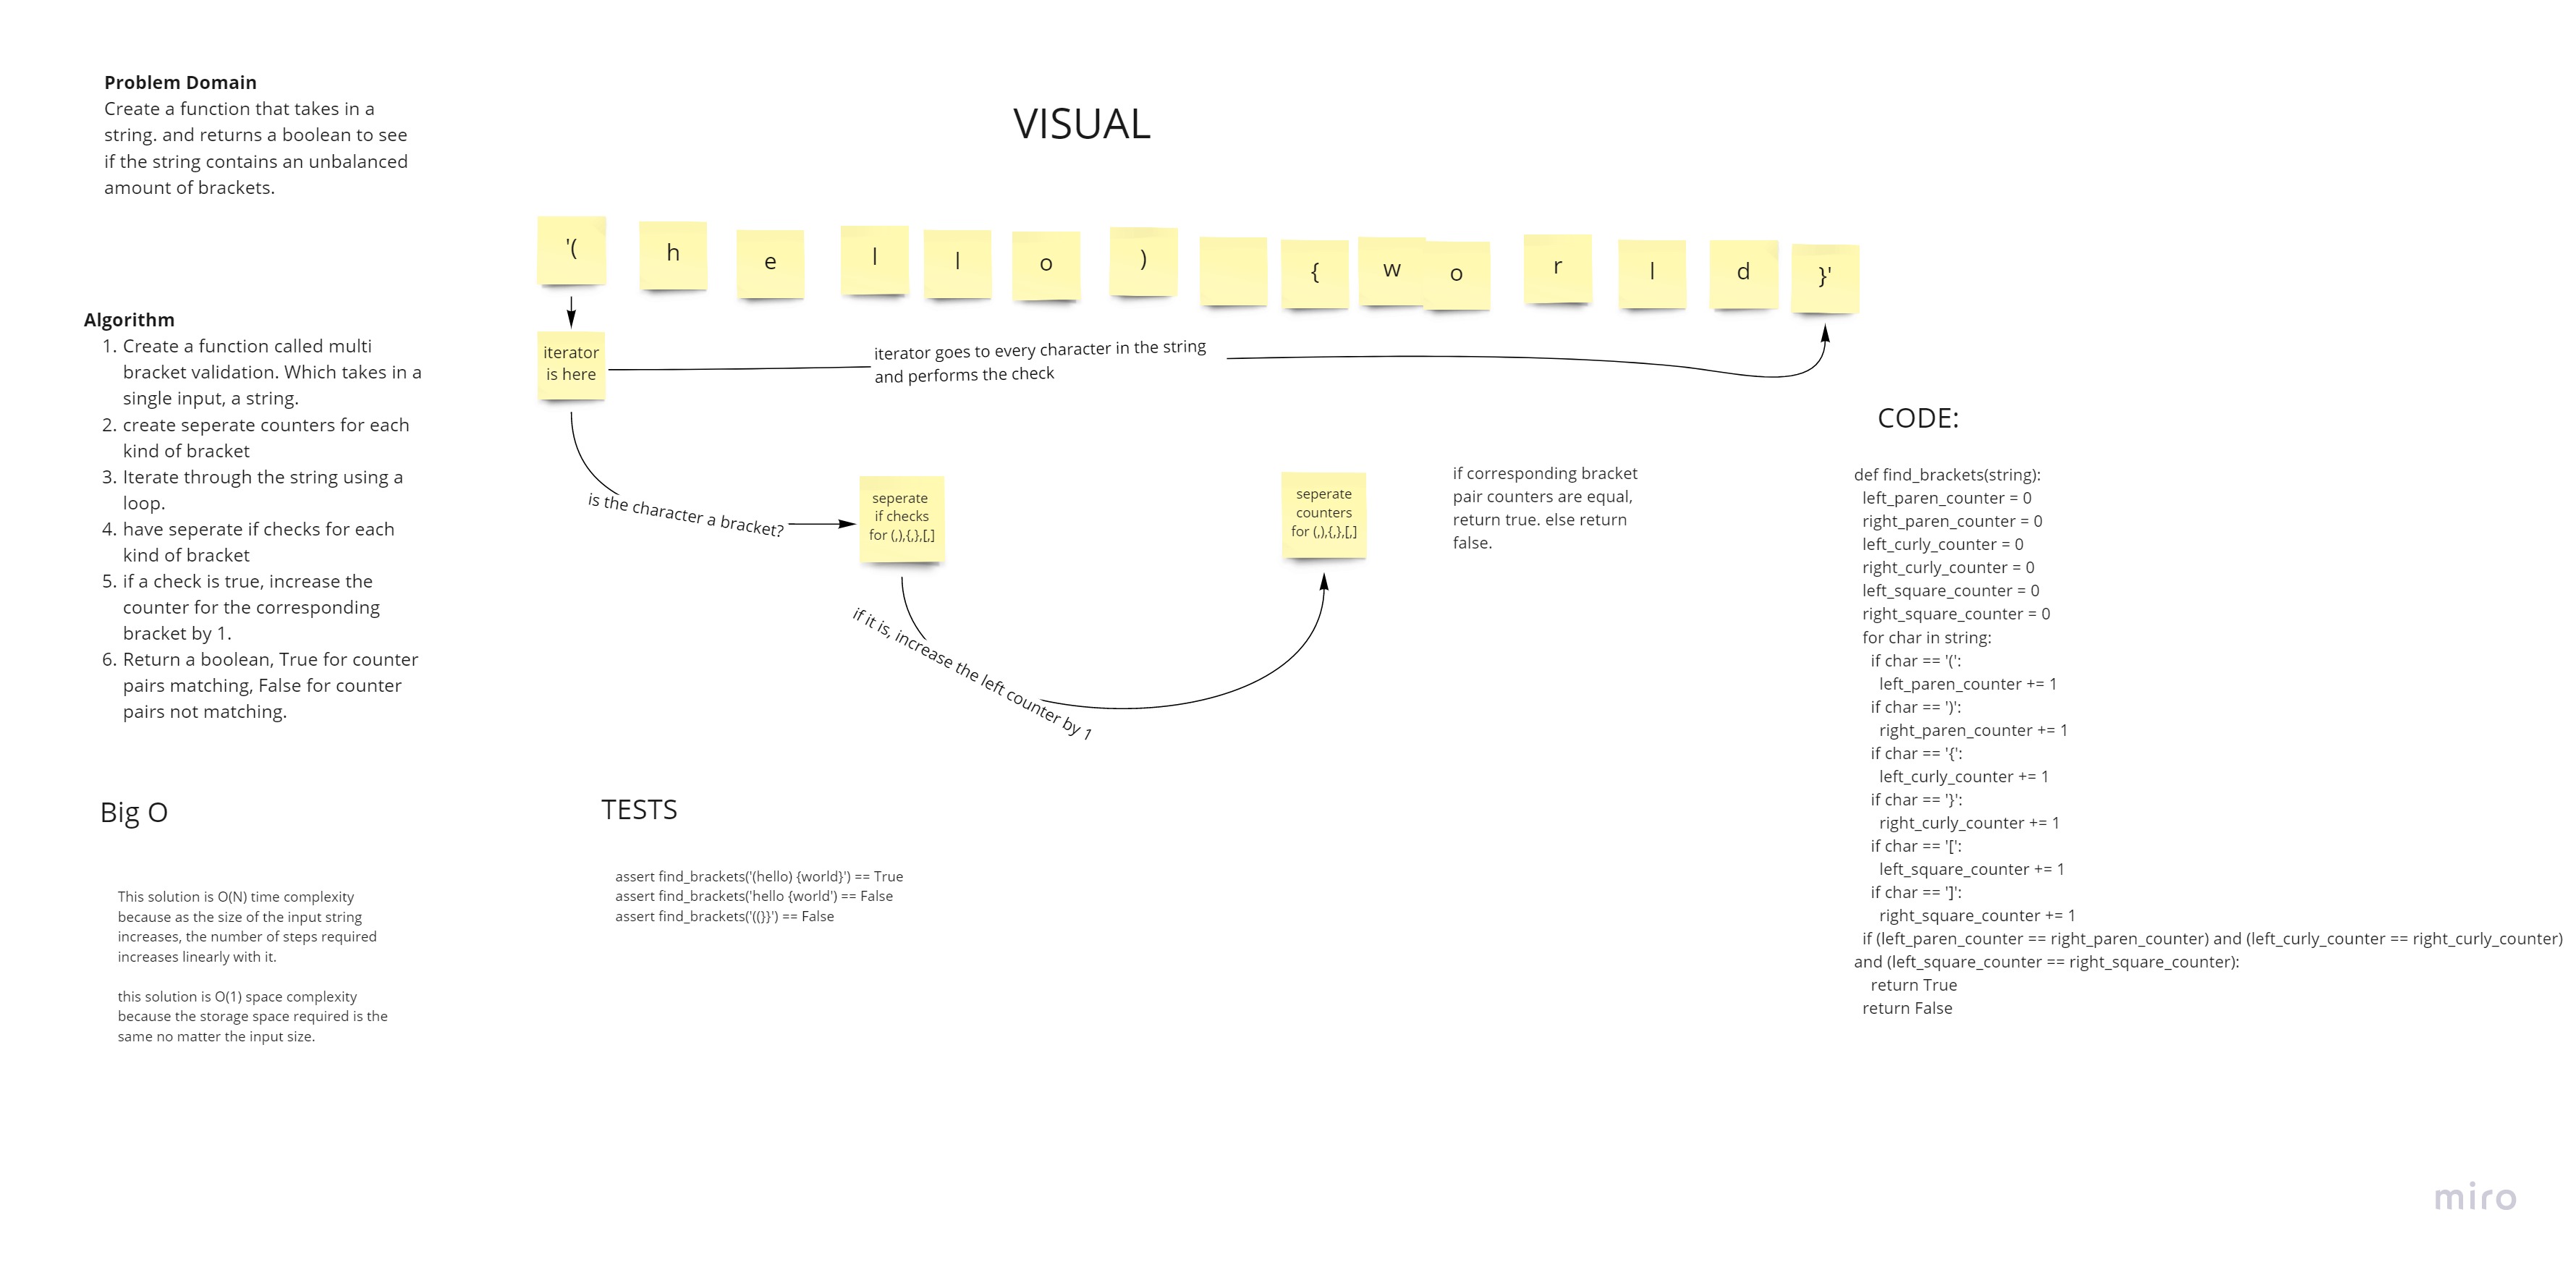 Problem Domain
Create a function that takes in a
string. and returns a boolean to see
if the string contains an unbalanced
amount of brackets.
VISUAL
'(
h
e
l
l
o
)
{
w
o
r
l
d
}'
iterator
is here
iterator goes to every character in the string
and performs the check
Algorithm
1. Create a function called multi
bracket validation. Which takes in a
single input, a string.
2. create seperate counters for each
kind of bracket
3. Iterate through the string using a
loop.
4. have seperate if checks for each
kind of bracket
5. if a check is true, increase the
counter for the corresponding
bracket by 1.
6. Return a boolean, True for counter
pairs matching, False for counter
pairs not matching.
is the character a bracket?
seperate
if checks
for (,),{,},[,]
if it is, increase the left counter by 1
seperate
counters
for (,),{,},[,]
if corresponding bracket
pair counters are equal,
return true. else return
false.
CODE:
def find_brackets(string):
  left_paren_counter = 0
  right_paren_counter = 0
  left_curly_counter = 0
  right_curly_counter = 0
  left_square_counter = 0
  right_square_counter = 0
  for char in string:
    if char == '(':
      left_paren_counter += 1
    if char == ')':
      right_paren_counter += 1
    if char == '{':
      left_curly_counter += 1
    if char == '}':
      right_curly_counter += 1
    if char == '[':
      left_square_counter += 1
    if char == ']':
      right_square_counter += 1
  if (left_paren_counter == right_paren_counter) and (left_curly_counter == right_curly_counter)
and (left_square_counter == right_square_counter):
    return True
  return False
Big O
This solution is O(N) time complexity
because as the size of the input string
increases, the number of steps required
increases linearly with it.
this solution is O(1) space complexity
because the storage space required is the
same no matter the input size.
TESTS
assert find_brackets('(hello) {world}') == True
assert find_brackets('hello {world') == False
assert find_brackets('((}}') == False
miro